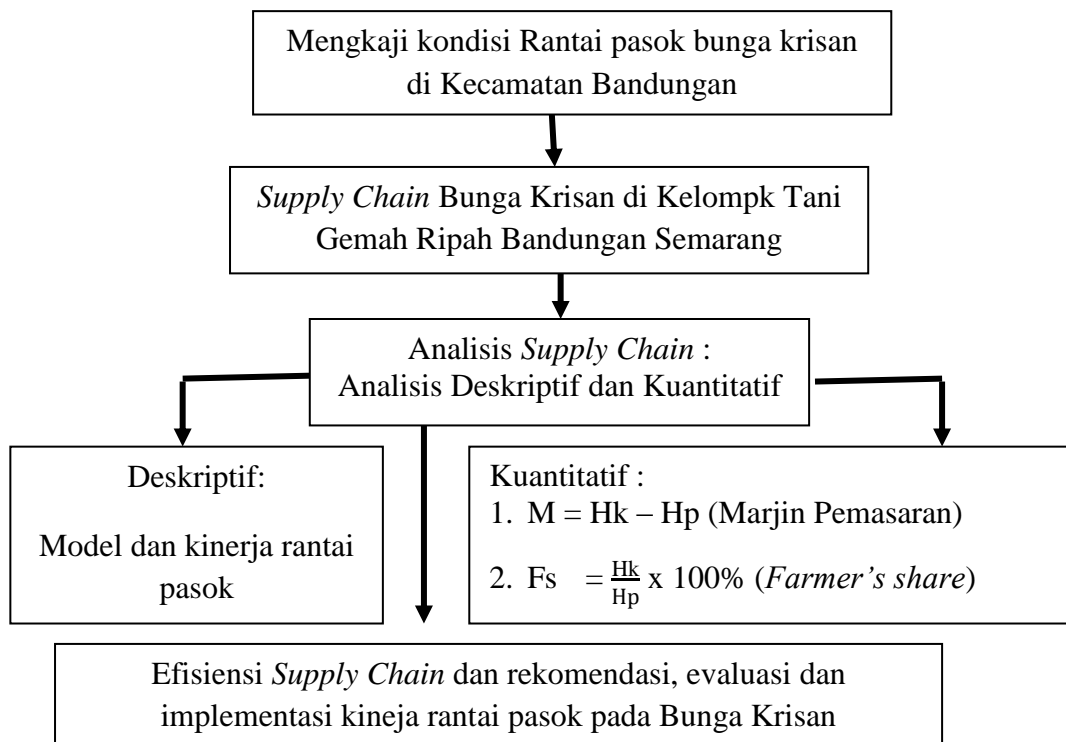 Mengkaji kondisi Rantai pasok bunga krisan
di Kecamatan Bandungan
Supply Chain Bunga Krisan di Kelompk Tani
Gemah Ripah Bandungan Semarang
Analisis Supply Chain :
Analisis Deskriptif dan Kuantitatif
Deskriptif:
Model dan kinerja rantai
pasok
Kuantitatif :
1. M = Hk – Hp (Marjin Pemasaran)
2. Fs = Hk/Hp x 100% (Farmer’s share)
Efisiensi Supply Chain dan rekomendasi, evaluasi dan
implementasi kineja rantai pasok pada Bunga Krisan